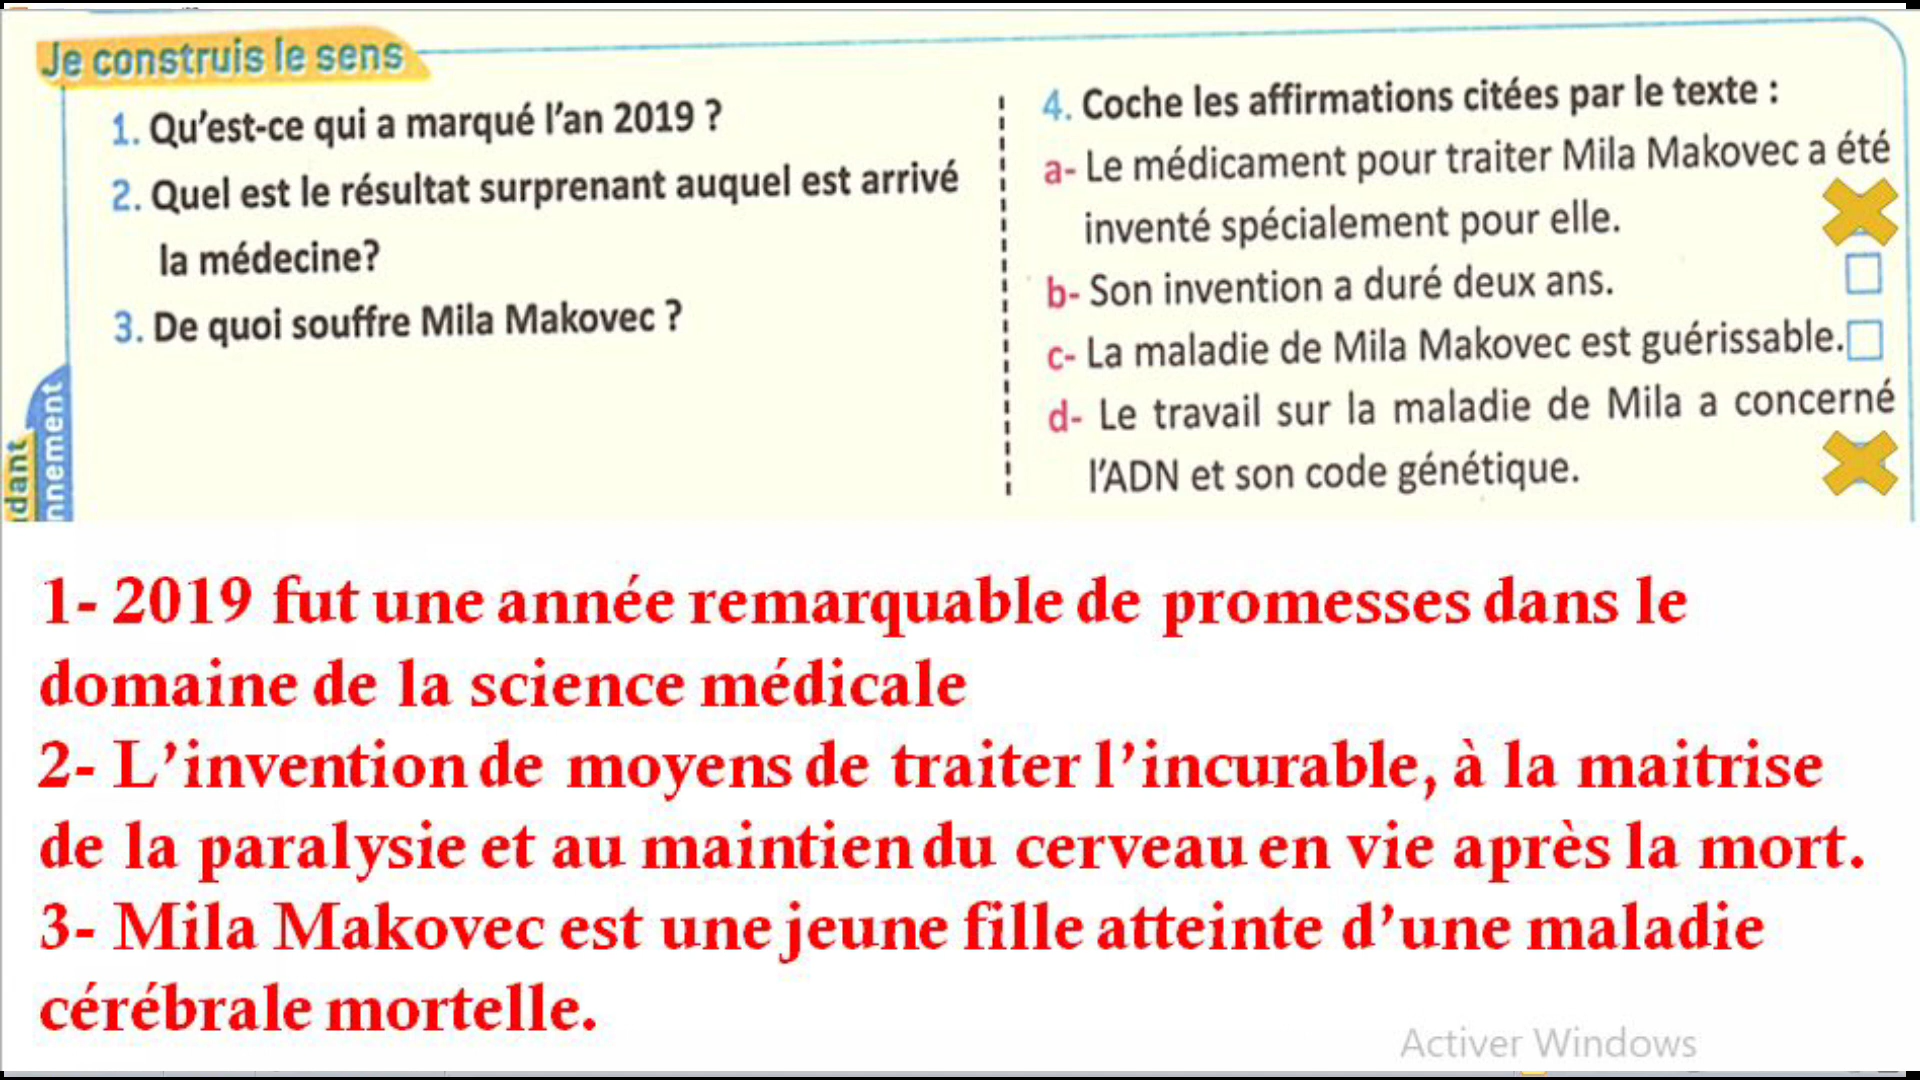 Je construis le sens
1. Qu'est-ce qui a marqué l'an 2019 ?
2. Quel est le résultat surprenant auquel est arrivé
la médecine?
3. De quoi souffre Mila Makovec ?
4. Coche les affirmations citées par le texte :
a- Le médicament pour traiter Mila Makovec a été
inventé spécialement pour elle.
b- Son invention a duré deux ans.
c- La maladie de Mila Makovec est guérissable.
d- Le travail sur la maladie de Mila a concerné
l'ADN et son code génétique.
dant
nnement
1- 2019 fut une année remarquable de promesses dans le
domaine de la science médicale
2- L'invention de moyens de traiter l'incurable, à la maitrise
de la paralysie et au maintien du cerveau en vie après la mort.
3- Mila Makovec est une jeune fille atteinte d'une maladie
cérébrale mortelle.
Activer Windows